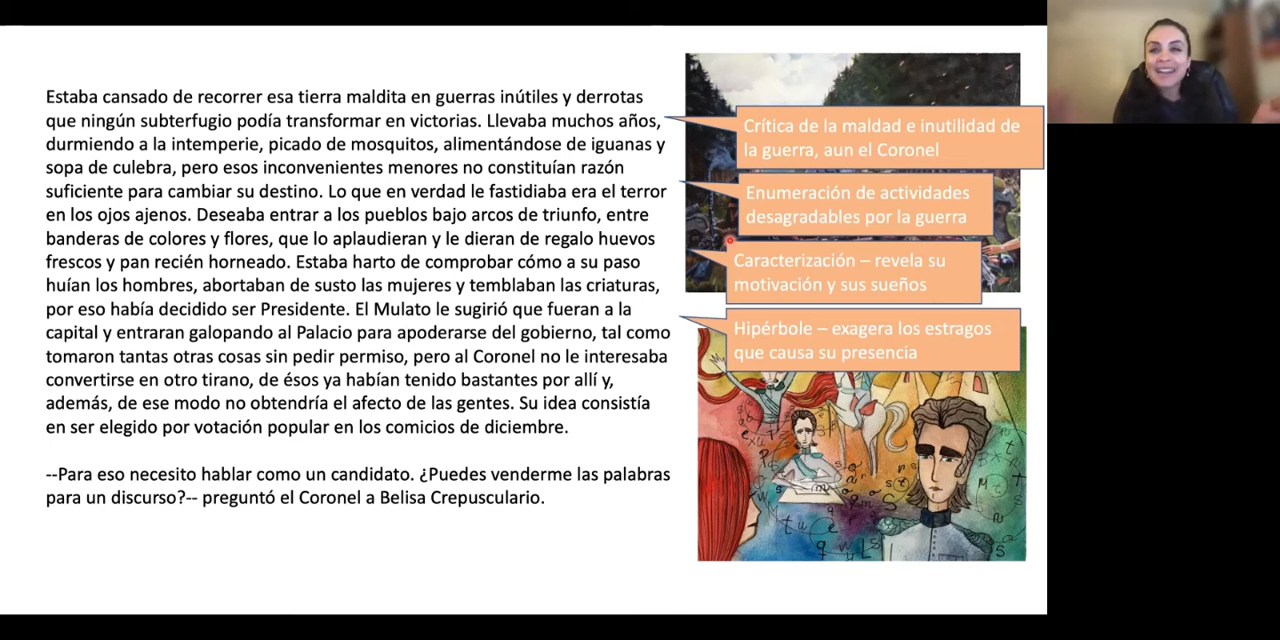 Estaba cansado de recorrer esa tierra maldita en guerras inútiles y derrotas
que ningún subterfugio podía transformar en victorias. Llevaba muchos años,
durmiendo a la intemperie, picado de mosquitos, alimentándose de iguanas y
sopa de culebra, pero esos inconvenientes menores no constituían razón
suficiente para cambiar su destino. Lo que en verdad le fastidiaba era el terror
en los ojos ajenos. Deseaba entrar a los pueblos bajo arcos de triunfo, entre
banderas de colores y flores, que lo aplaudieran y le dieran de regalo huevos
frescos y pan recién horneado. Estaba harto de comprobar cómo a su paso
huían los hombres, abortaban de susto las mujeres y temblaban las criaturas,
por eso había decidido ser Presidente. El Mulato le sugirió que fueran a la
capital y entraran galopando al Palacio para apoderarse del gobierno, tal como
tomaron tantas otras cosas sin pedir permiso, pero al Coronel no le interesaba
convertirse en otro tirano, de ésos ya habían tenido bastantes por allí y,
además, de ese modo no obtendría el afecto de las gentes. Su idea consistía
en ser elegido por votación popular en los comicios de diciembre.
--Para eso necesito hablar como un candidato. ¿Puedes venderme las palabras
para un discurso?-- preguntó el Coronel a Belisa Crepusculario.
Crítica de la maldad e inutilidad de
la guerra, aun el Coronel
Enumeración de actividades
desagradables por la guerra
Caracterización – revela su
motivación y sus sueños
Hipérbole – exagera los estragos
que causa su presencia